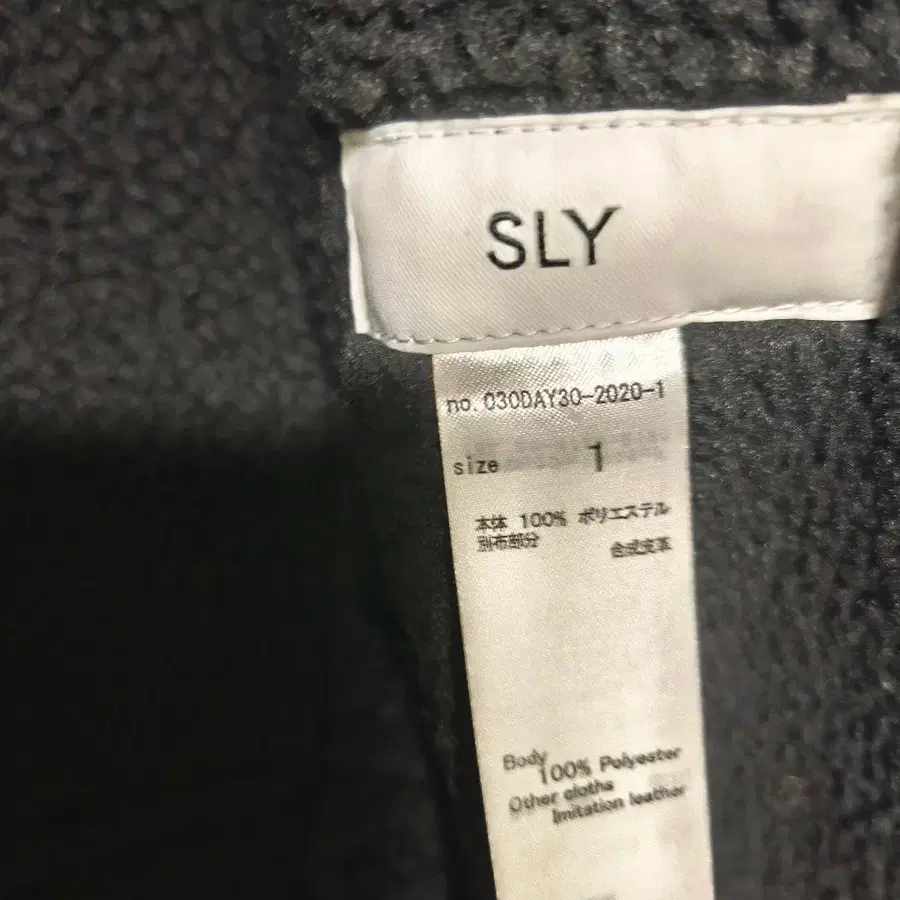 SLY
no. 030DAY30-2020-1
size 1
本体 100% ポリエステル
別布部分 合成皮革
Body
100% Polyester
Other cloths
Imitation leather